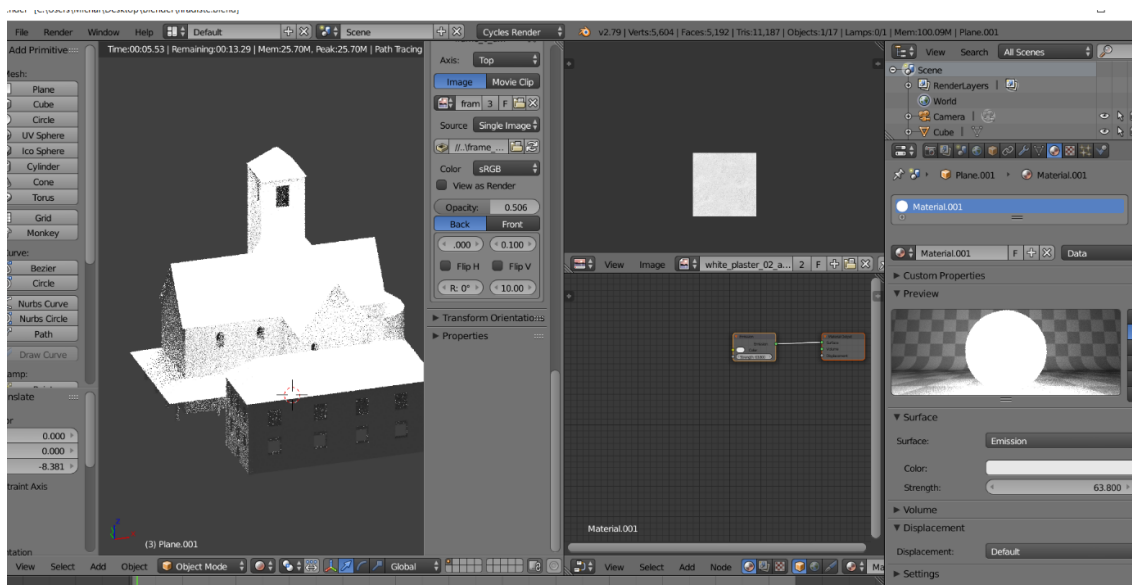 File Render Window Help Default Scene Cycles Render v2.79 | Verts:5,604 | Faces:5,192 | Tris:11,187 | Objects:1/17 | Lamps:0/1 | Mem:100.09M | Plane.001
Add Primitive
Mesh:
Plane
Cube
Circle
UV Sphere
Ico Sphere
Cylinder
Cone
Torus
Grid
Monkey
Bezier
Circle
Nurbs Curve
Nurbs Circle
Path
Draw Curve
0.000
0.000
-8.381
Time:00:05.53 | Remaining:00:13.29 | Mem:25.70M, Peak:25.70M | Path Tracing
(3) Plane.001
View Select Add Object Object Mode Global
Axis: Top
Image Movie Clip
fram 3 F
Source Single Image
//..\frame_...
Color sRGB
View as Render
Opacity: 0.506
Back Front
.000 0.100
Flip H Flip V
R: 0° 10.00
Transform Orientations
Properties
View Image white_plaster_02_a... 2 F
Material.001
View Select Add Node Ma
View Search All Scenes
Scene
RenderLayers
World
Camera
Cube
Plane.001 Material.001
Material.001
Material.001 F Data
Custom Properties
Preview
Surface
Surface: Emission
Color:
Strength: 63.800
Volume
Displacement
Displacement: Default
Settings